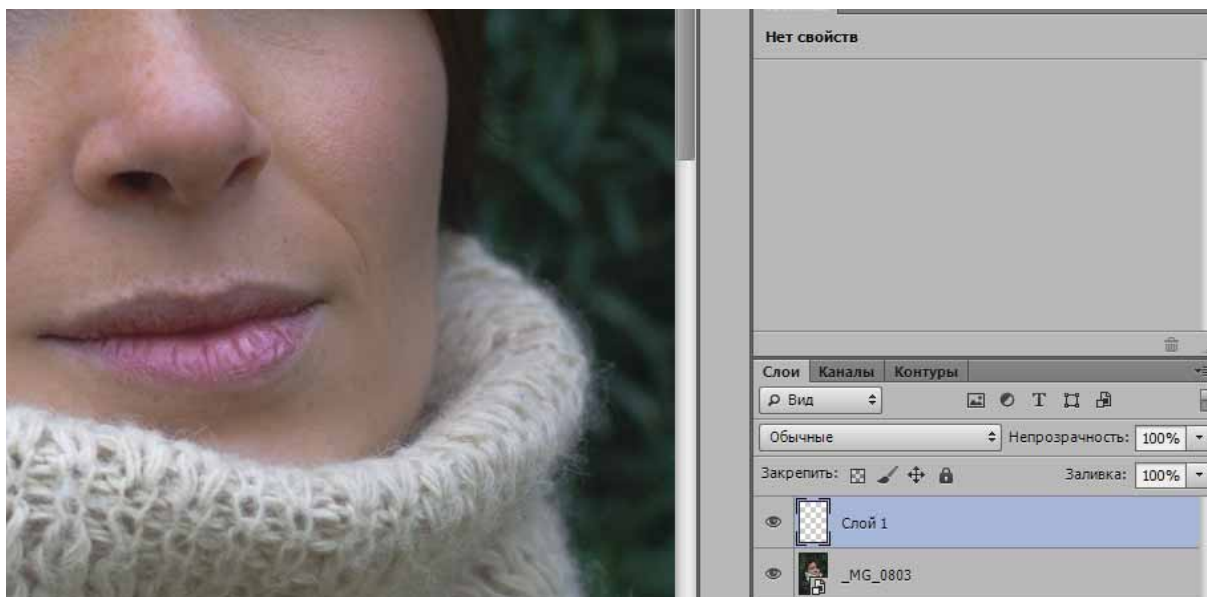 Нет свойств
Слои Каналы Контуры
Вид
T
Обычные Непрозрачность: 100%
Закрепить: Заливка: 100%
Слой 1
_MG_0803